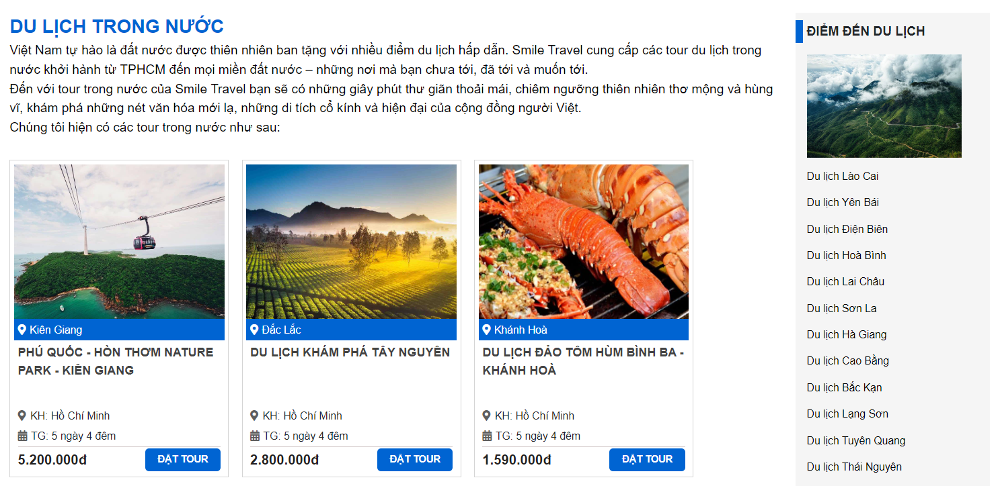 DU LỊCH TRONG NƯỚC
Việt Nam tự hào là đất nước được thiên nhiên ban tặng với nhiều điểm du lịch hấp dẫn. Smile Travel cung cấp các tour du lịch trong
nước khởi hành từ TPHCM đến mọi miền đất nước – những nơi mà bạn chưa tới, đã tới và muốn tới.
Đến với tour trong nước của Smile Travel bạn sẽ có những giây phút thư giãn thoải mái, chiêm ngưỡng thiên nhiên thơ mộng và hùng
vĩ, khám phá những nét văn hóa mới lạ, những di tích cổ kính và hiện đại của cộng đồng người Việt.
Chúng tôi hiện có các tour trong nước như sau:
Kiên Giang
PHÚ QUỐC - HÒN THƠM NATURE
PARK - KIÊN GIANG
KH: Hồ Chí Minh
TG: 5 ngày 4 đêm
5.200.000đ
ĐẶT TOUR
Đắc Lắc
DU LỊCH KHÁM PHÁ TÂY NGUYÊN
KH: Hồ Chí Minh
TG: 5 ngày 4 đêm
2.800.000đ
ĐẶT TOUR
Khánh Hoà
DU LỊCH ĐẢO TÔM HÙM BÌNH BA -
KHÁNH HOÀ
KH: Hồ Chí Minh
TG: 5 ngày 4 đêm
1.590.000đ
ĐẶT TOUR
ĐIỂM ĐẾN DU LỊCH
Du lịch Lào Cai
Du lịch Yên Bái
Du lịch Điện Biên
Du lịch Hoà Bình
Du lịch Lai Châu
Du lịch Sơn La
Du lịch Hà Giang
Du lịch Cao Bằng
Du lịch Bắc Kạn
Du lịch Lạng Sơn
Du lịch Tuyên Quang
Du lịch Thái Nguyên